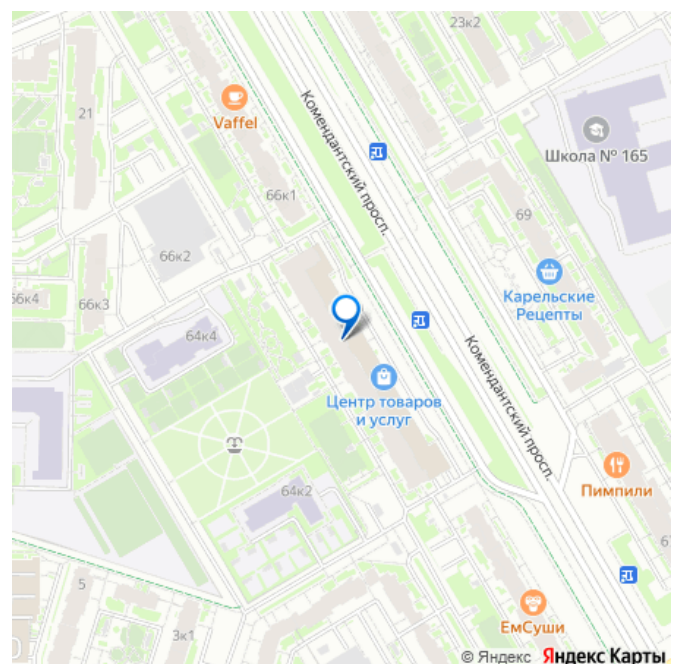 23к2
21
Vaffel
Комендантский просп.
Школа № 165
66к1
69
66к2
Карельские
Рецепты
66к3
64к4
Комендантский просп.
Центр товаров
и услуг
64к2
Пимпили
5
3к1
ЕмСуши
© Яндекс Яндекс Карты